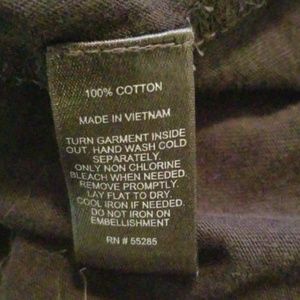 100% COTTON
MADE IN VIETNAM
TURN GARMENT INSIDE
OUT, HAND WASH COLD
SEPARATELY.
ONLY NON CHLORINE
BLEACH WHEN NEEDED.
REMOVE PROMPTLY.
LAY FLAT TO DRY.
COOL IRON IF NEEDED.
DO NOT IRON ON
EMBELLISHMENT
RN # 55285